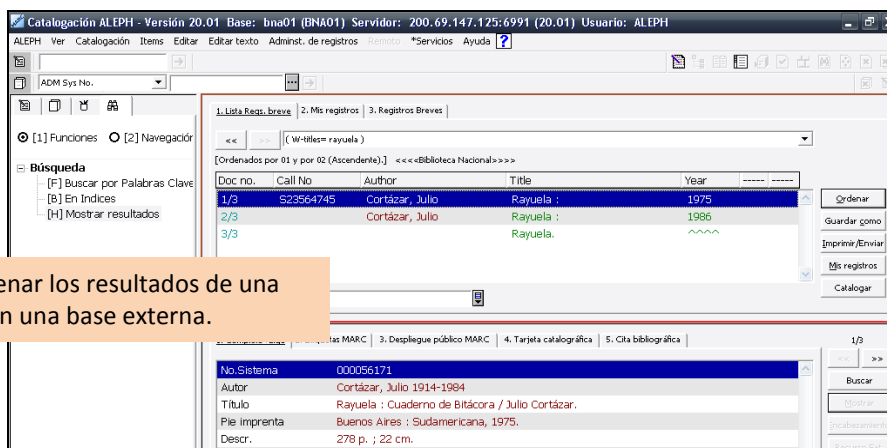 Catalogación ALEPH - Versión 20.01 Base: bna01 (BNA01) Servidor: 200.69.147.125:6991 (20.01) Usuario: ALEPH
ALEPH Ver Catalogación Items Editar Editar texto Administ. de registros Remoto *Servicios Ayuda ?
ADM Sys No.
[1] Funciones [2] Navegación
Búsqueda
[F] Buscar por Palabras Clave
[B] En Indices
[H] Mostrar resultados
1. Lista Regs. breve 2. Mis registros 3. Registros Breves
<< >> ( W-titles= rayuela )
[Ordenados por 01 y por 02 (Ascendente).] <<<<Biblioteca Nacional>>>>
Doc no. Call No Author Title Year ----- -----
1/3 S23564745 Cortázar, Julio Rayuela : 1975
2/3 Cortázar, Julio Rayuela : 1986
3/3 Rayuela. ^^^^
Ordenar
Guardar como
Imprimir/Enviar
Mis registros
Catalogar
enar los resultados de una
n una base externa.
MARC 3. Despliegue público MARC 4. Tarjeta catalográfica 5. Cita bibliográfica
1/3
<< >>
Buscar
Mostrar
No.Sistema 000056171
Autor Cortázar, Julio 1914-1984
Título Rayuela : Cuaderno de Bitácora / Julio Cortázar.
Pie imprenta Buenos Aires : Sudamericana, 1975.
Descr. 278 p. ; 22 cm.